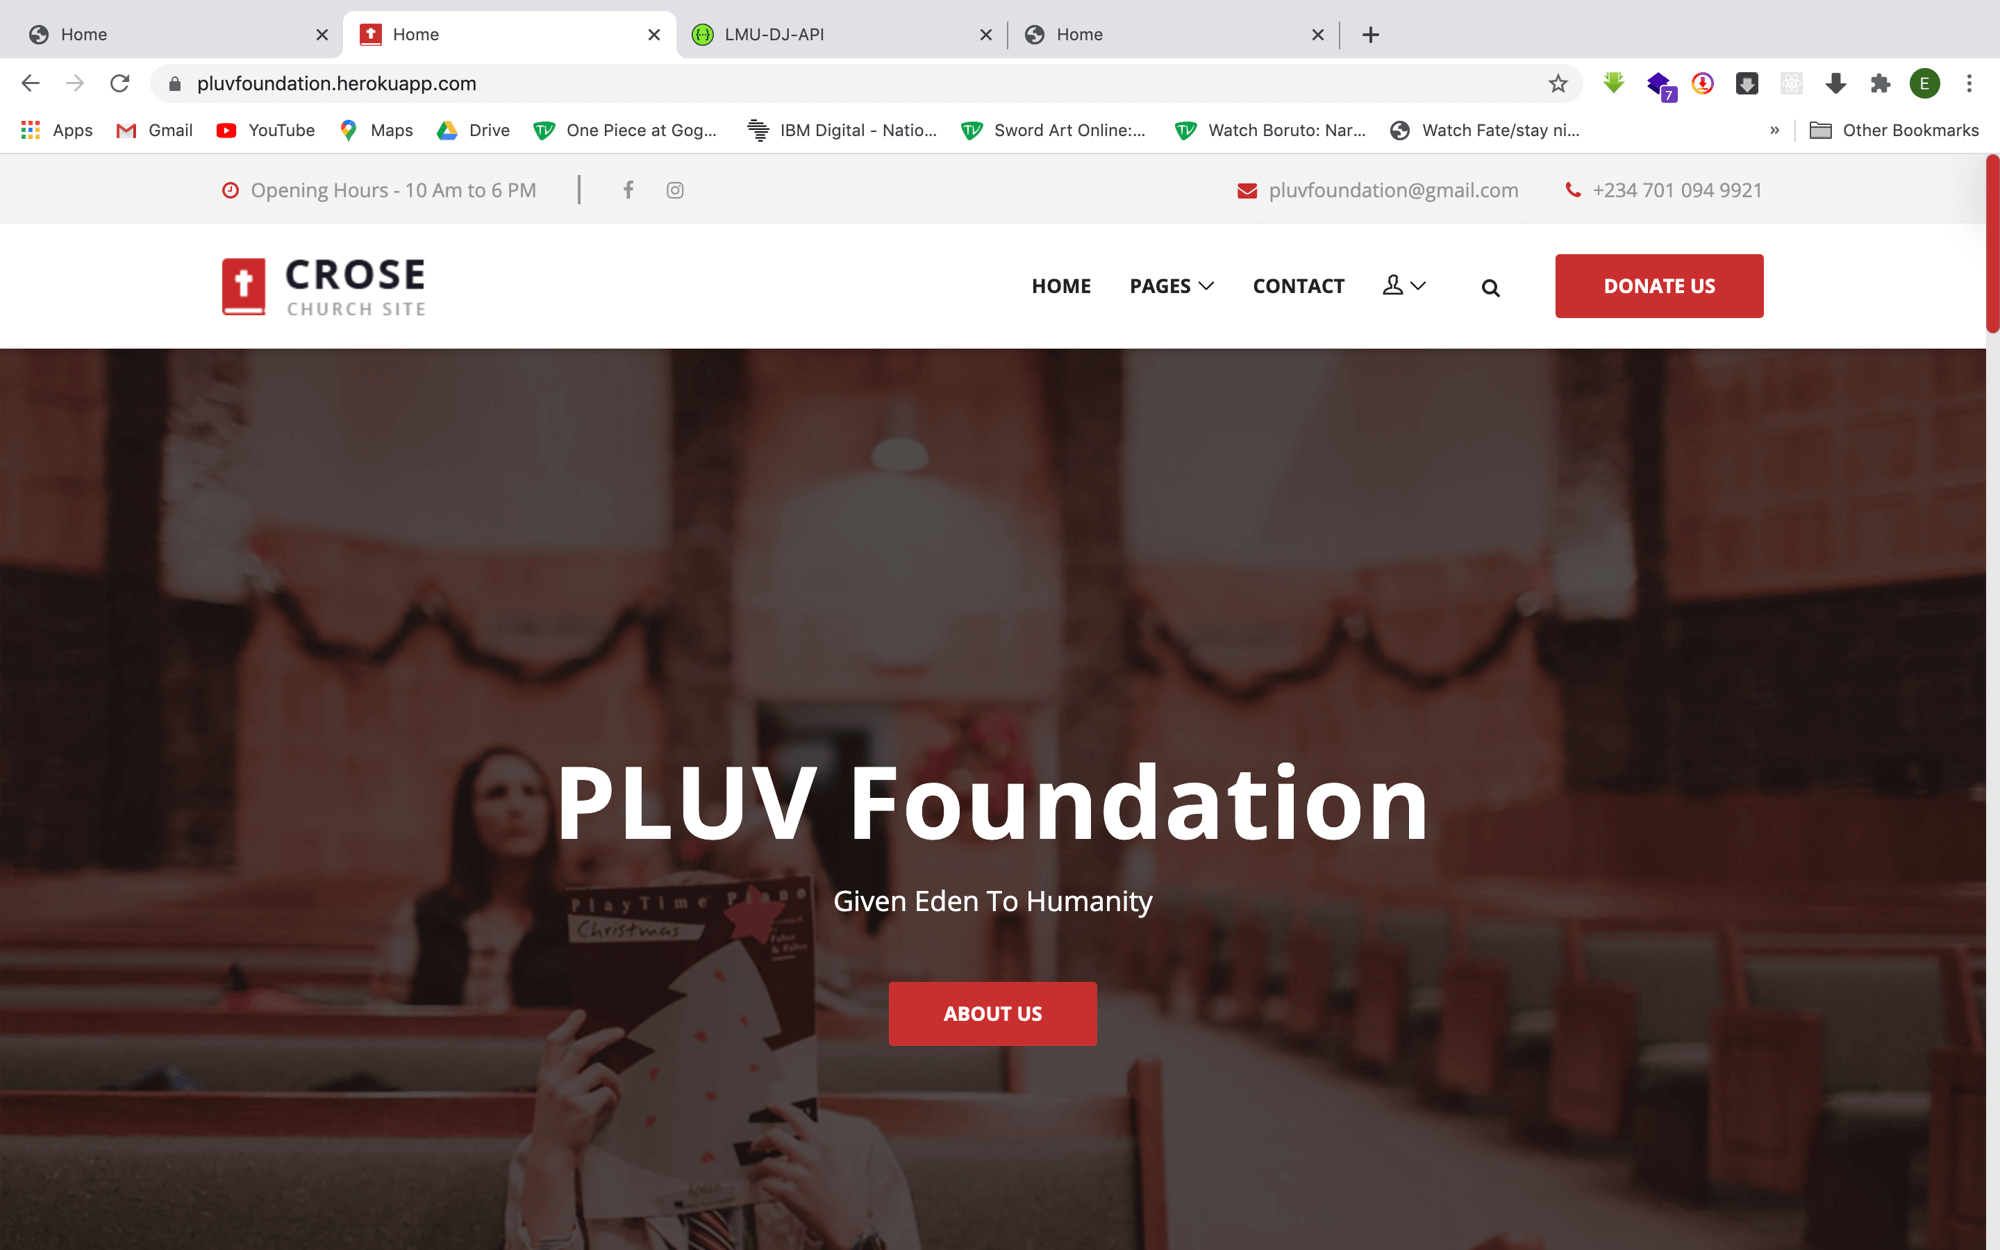 Home
Home
LMU-DJ-API
Home
pluvfoundation.herokuapp.com
7
E
Apps
Gmail
YouTube
Maps
Drive
One Piece at Gog...
IBM Digital - Natio...
Sword Art Online:...
Watch Boruto: Nar...
Watch Fate/stay ni...
»
Other Bookmarks
Opening Hours - 10 Am to 6 PM
pluvfoundation@gmail.com
+234 701 094 9921
CROSE
CHURCH SITE
HOME
PAGES
CONTACT
DONATE US
PLUV Foundation
PlayTime Piano
Christmas
Faber
& Faber
Given Eden To Humanity
ABOUT US